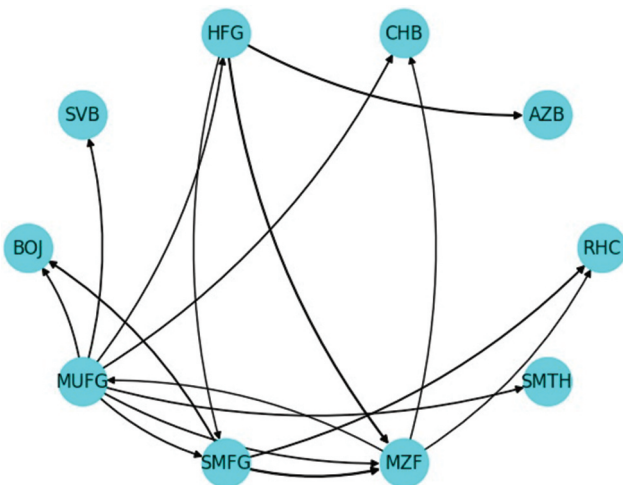 HFG
CHB
SVB
AZB
BOJ
RHC
MUFG
SMTH
SMFG
MZF